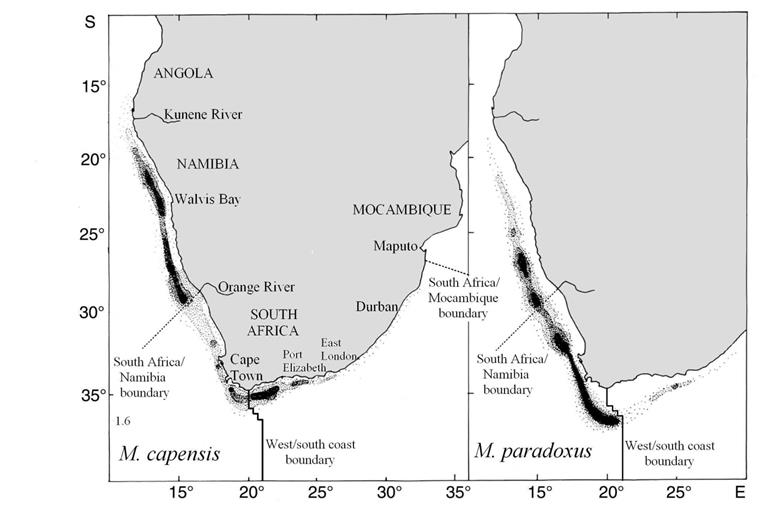 S
15°
20°
25°
30°
35°
ANGOLA
Kunene River
NAMIBIA
Walvis Bay
MOCAMBIQUE
Maputo
South Africa/
Mocambique
boundary
Orange River
Durban
SOUTH
AFRICA
East
London
Port
Elizabeth
Cape
Town
South Africa/
Namibia
boundary
1.6
M. capensis
West/south coast
boundary
15°
20°
25°
30°
35°
South Africa/
Namibia
boundary
M. paradoxus
West/south coast
boundary
15°
20°
25°
E